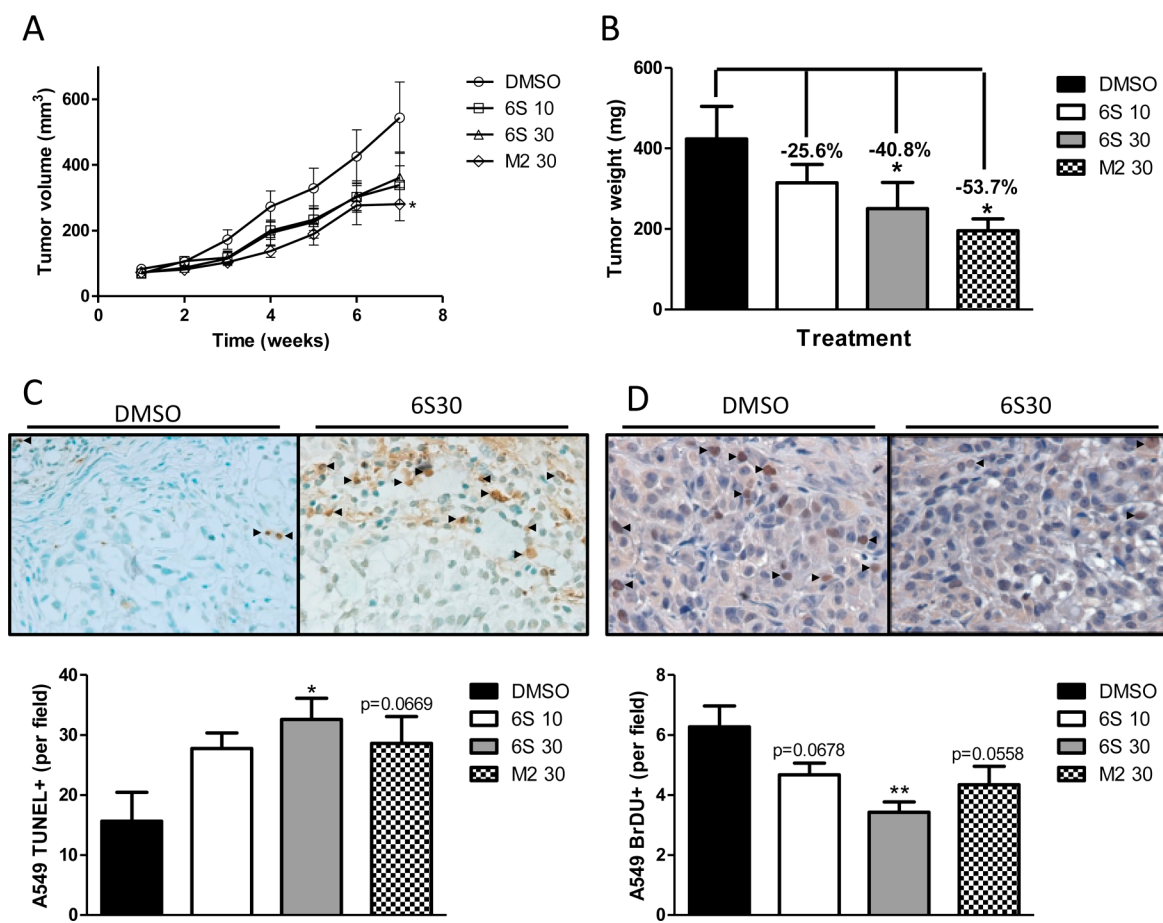 A
600
400
200
0
0
2
4
6
8
Tumor volume (mm³)
Time (weeks)
DMSO
6S 10
6S 30
M2 30
*
B
600
400
200
0
Tumor weight (mg)
Treatment
-25.6%
-40.8%
*
-53.7%
*
DMSO
6S 10
6S 30
M2 30
C
DMSO
6S30
D
DMSO
6S30
40
30
20
10
0
A549 TUNEL+ (per field)
*
p=0.0669
DMSO
6S 10
6S 30
M2 30
8
6
4
2
0
A549 BrDU+ (per field)
p=0.0678
**
p=0.0558
DMSO
6S 10
6S 30
M2 30